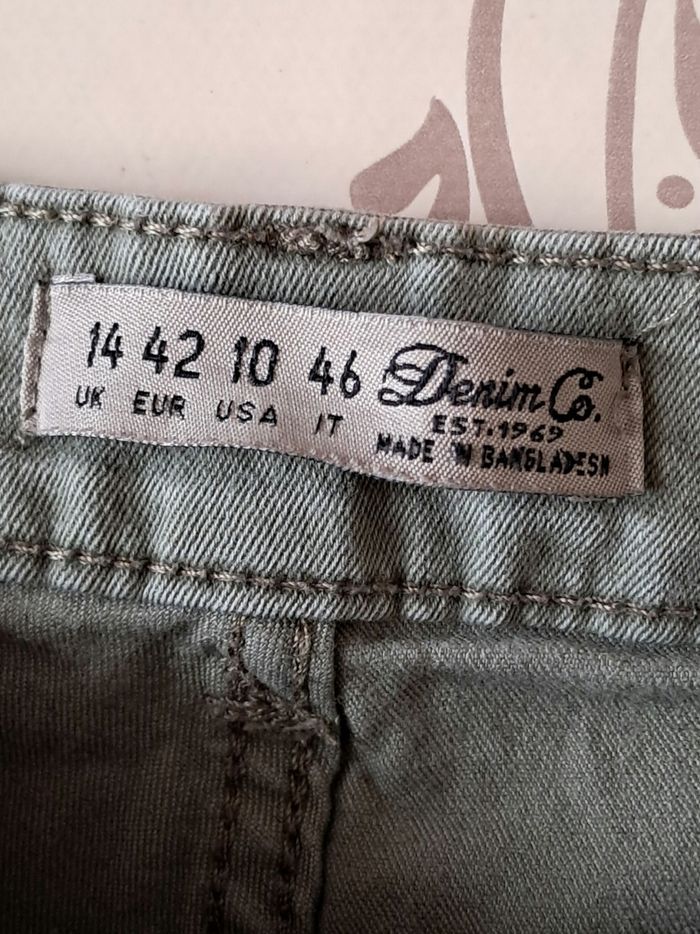 14 42 10 46 Denim Co.
UK EUR USA IT EST.1969
MADE IN BANGLADESH